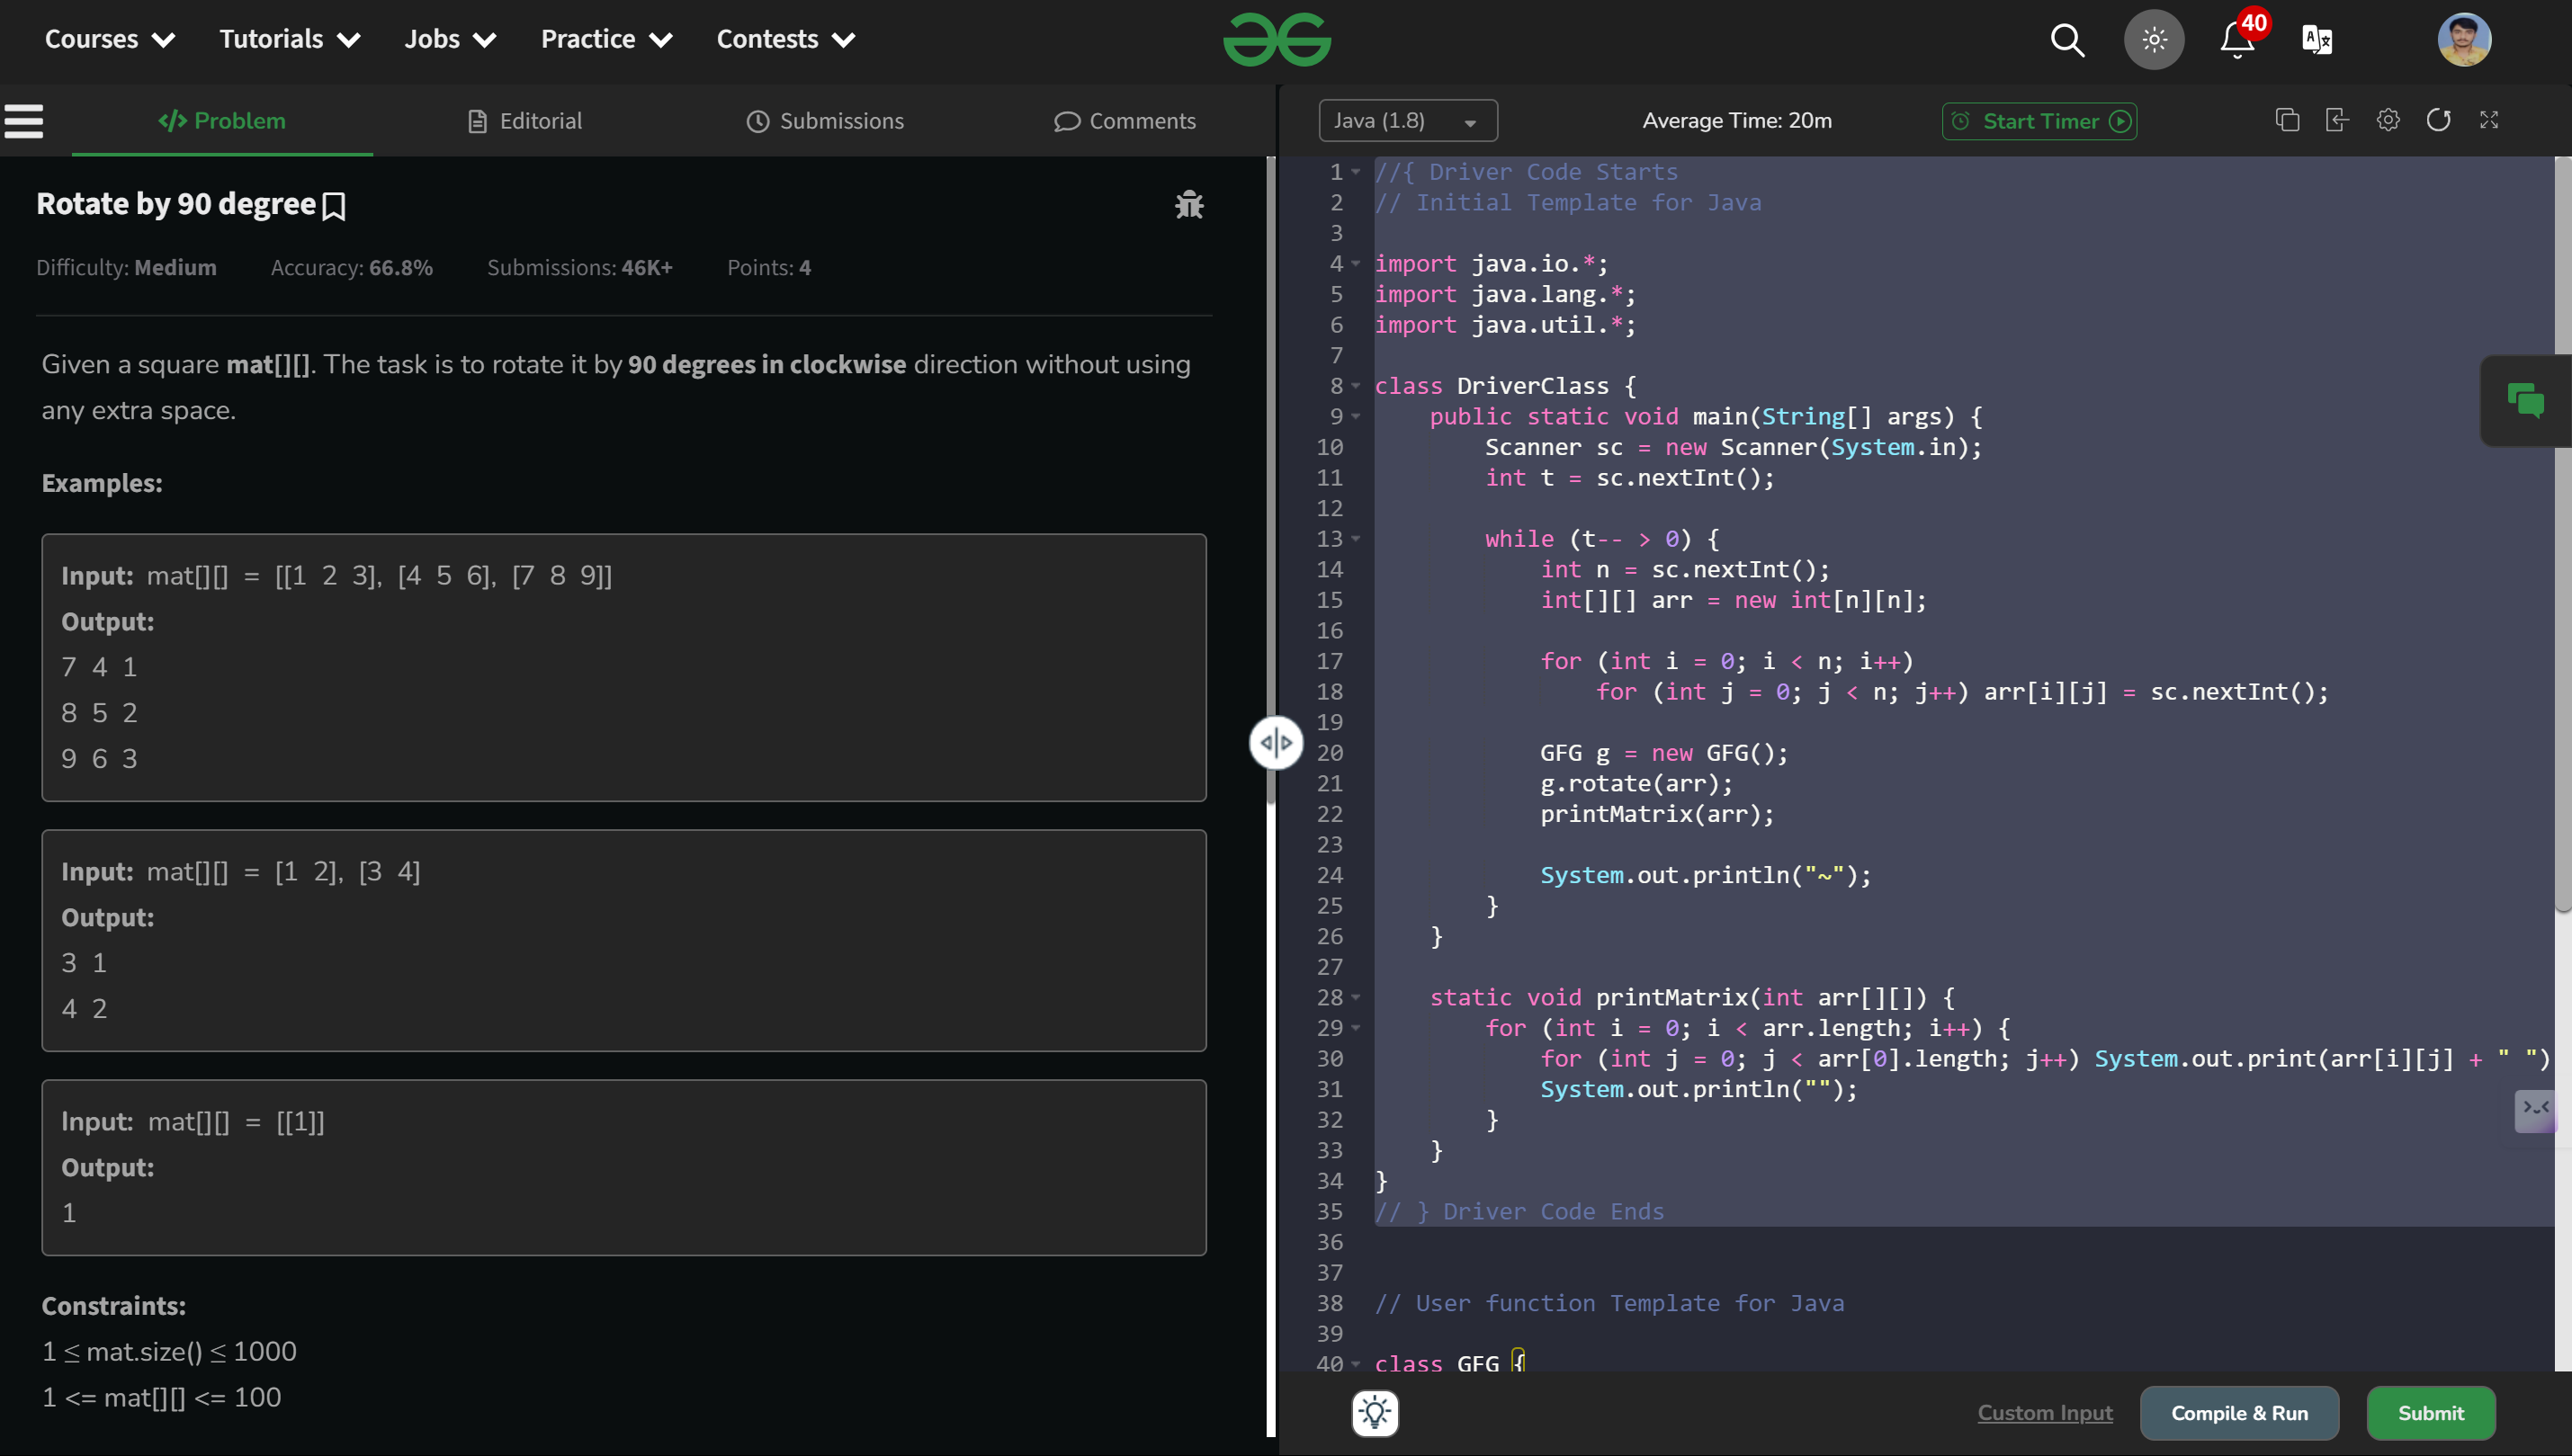 Courses Tutorials Jobs Practice Contests 40
Problem Editorial Submissions Comments
Rotate by 90 degree
Difficulty: Medium Accuracy: 66.8% Submissions: 46K+ Points: 4
Given a square mat[][]. The task is to rotate it by 90 degrees in clockwise direction without using
any extra space.
Examples:
Input: mat[][] = [[1 2 3], [4 5 6], [7 8 9]]
Output:
7 4 1
8 5 2
9 6 3
Input: mat[][] = [1 2], [3 4]
Output:
3 1
4 2
Input: mat[][] = [[1]]
Output:
1
Constraints:
1 ≤ mat.size() ≤ 1000
1 <= mat[][] <= 100
Java (1.8) Average Time: 20m Start Timer
1 //{ Driver Code Starts
2 // Initial Template for Java
3
4 import java.io.*;
5 import java.lang.*;
6 import java.util.*;
7
8 class DriverClass {
9 public static void main(String[] args) {
10 Scanner sc = new Scanner(System.in);
11 int t = sc.nextInt();
12
13 while (t-- > 0) {
14 int n = sc.nextInt();
15 int[][] arr = new int[n][n];
16
17 for (int i = 0; i < n; i++)
18 for (int j = 0; j < n; j++) arr[i][j] = sc.nextInt();
19
20 GFG g = new GFG();
21 g.rotate(arr);
22 printMatrix(arr);
23
24 System.out.println("~");
25 }
26 }
27
28 static void printMatrix(int arr[][]) {
29 for (int i = 0; i < arr.length; i++) {
30 for (int j = 0; j < arr[0].length; j++) System.out.print(arr[i][j] + " ")
31 System.out.println("");
32 }
33 }
34 }
35 // } Driver Code Ends
36
37
38 // User function Template for Java
39
40 class GFG {
Custom Input Compile & Run Submit